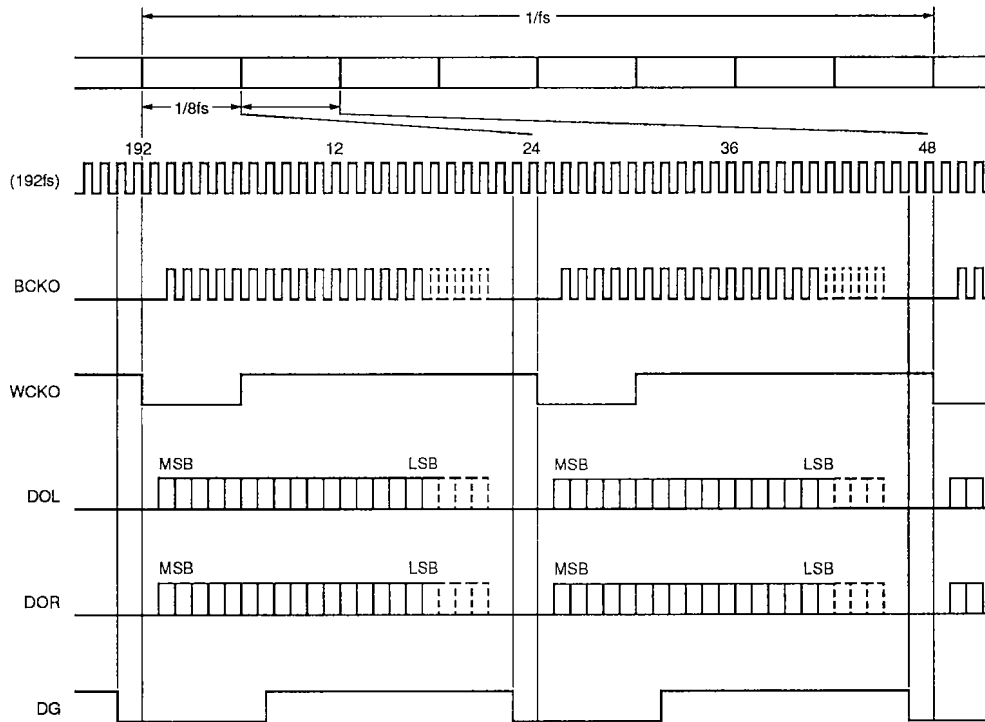 1/fs
1/8fs
192 12 24 36 48
(192fs)
BCKO
WCKO
MSB LSB MSB LSB
DOL
MSB LSB MSB LSB
DOR
DG